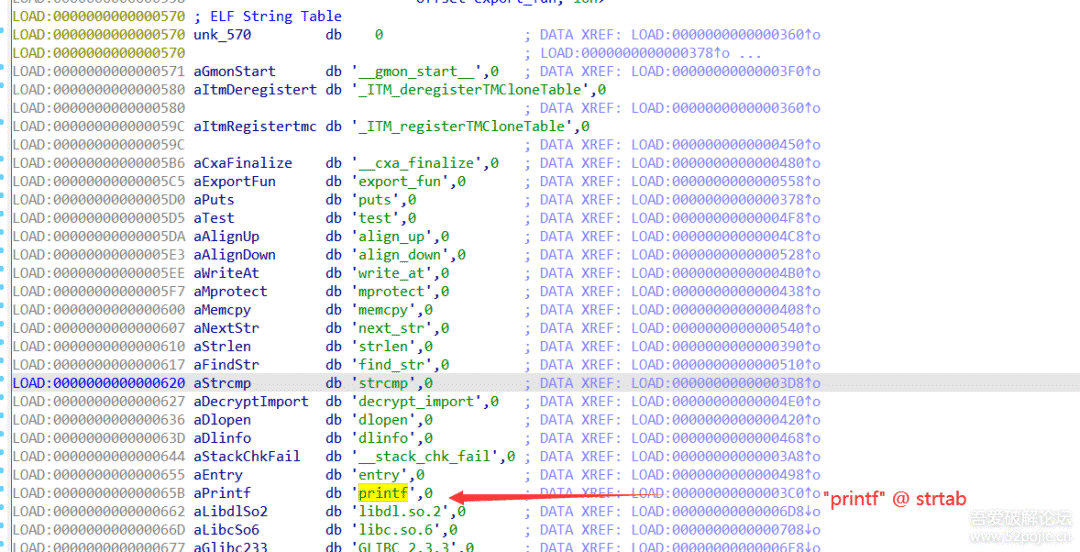 LOAD:0000000000000570 ; ELF String Table
LOAD:0000000000000570 unk_570 db 0 ; DATA XREF: LOAD:0000000000000360↑o
LOAD:0000000000000570 ; LOAD:0000000000000378↑o ...
LOAD:0000000000000571 aGmonStart db '__gmon_start__',0 ; DATA XREF: LOAD:00000000000003F0↑o
LOAD:0000000000000580 aItmDeregistert db '_ITM_deregisterTMCloneTable',0
LOAD:0000000000000580 ; DATA XREF: LOAD:0000000000000360↑o
LOAD:000000000000059C aItmRegistertmc db '_ITM_registerTMCloneTable',0
LOAD:000000000000059C ; DATA XREF: LOAD:0000000000000450↑o
LOAD:00000000000005B6 aCxaFinalize db '__cxa_finalize',0 ; DATA XREF: LOAD:0000000000000480↑o
LOAD:00000000000005C5 aExportFun db 'export_fun',0 ; DATA XREF: LOAD:0000000000000558↑o
LOAD:00000000000005D0 aPuts db 'puts',0 ; DATA XREF: LOAD:0000000000000378↑o
LOAD:00000000000005D5 aTest db 'test',0 ; DATA XREF: LOAD:00000000000004F8↑o
LOAD:00000000000005DA aAlignUp db 'align_up',0 ; DATA XREF: LOAD:00000000000004C8↑o
LOAD:00000000000005E3 aAlignDown db 'align_down',0 ; DATA XREF: LOAD:0000000000000528↑o
LOAD:00000000000005EE aWriteAt db 'write_at',0 ; DATA XREF: LOAD:00000000000004B0↑o
LOAD:00000000000005F7 aMprotect db 'mprotect',0 ; DATA XREF: LOAD:0000000000000438↑o
LOAD:0000000000000600 aMemcpy db 'memcpy',0 ; DATA XREF: LOAD:0000000000000408↑o
LOAD:0000000000000607 aNextStr db 'next_str',0 ; DATA XREF: LOAD:0000000000000540↑o
LOAD:0000000000000610 aStrlen db 'strlen',0 ; DATA XREF: LOAD:0000000000000390↑o
LOAD:0000000000000617 aFindStr db 'find_str',0 ; DATA XREF: LOAD:0000000000000510↑o
LOAD:0000000000000620 aStrcmp db 'strcmp',0 ; DATA XREF: LOAD:00000000000003D8↑o
LOAD:0000000000000627 aDecryptImport db 'decrypt_import',0 ; DATA XREF: LOAD:00000000000004E0↑o
LOAD:0000000000000636 aDlopen db 'dlopen',0 ; DATA XREF: LOAD:0000000000000420↑o
LOAD:000000000000063D aDlinfo db 'dlinfo',0 ; DATA XREF: LOAD:0000000000000468↑o
LOAD:0000000000000644 aStackChkFail db '__stack_chk_fail',0 ; DATA XREF: LOAD:00000000000003A8↑o
LOAD:0000000000000655 aEntry db 'entry',0 ; DATA XREF: LOAD:0000000000000498↑o
LOAD:000000000000065B aPrintf db 'printf',0 ; DATA XREF: LOAD:00000000000003C0↑o "printf" @ strtab
LOAD:0000000000000662 aLibdlSo2 db 'libdl.so.2',0 ; DATA XREF: LOAD:00000000000006D8↓o
LOAD:000000000000066D aLibcSo6 db 'libc.so.6',0 ; DATA XREF: LOAD:0000000000000708↓o
吾爱破解论坛
www.52pojie.cn